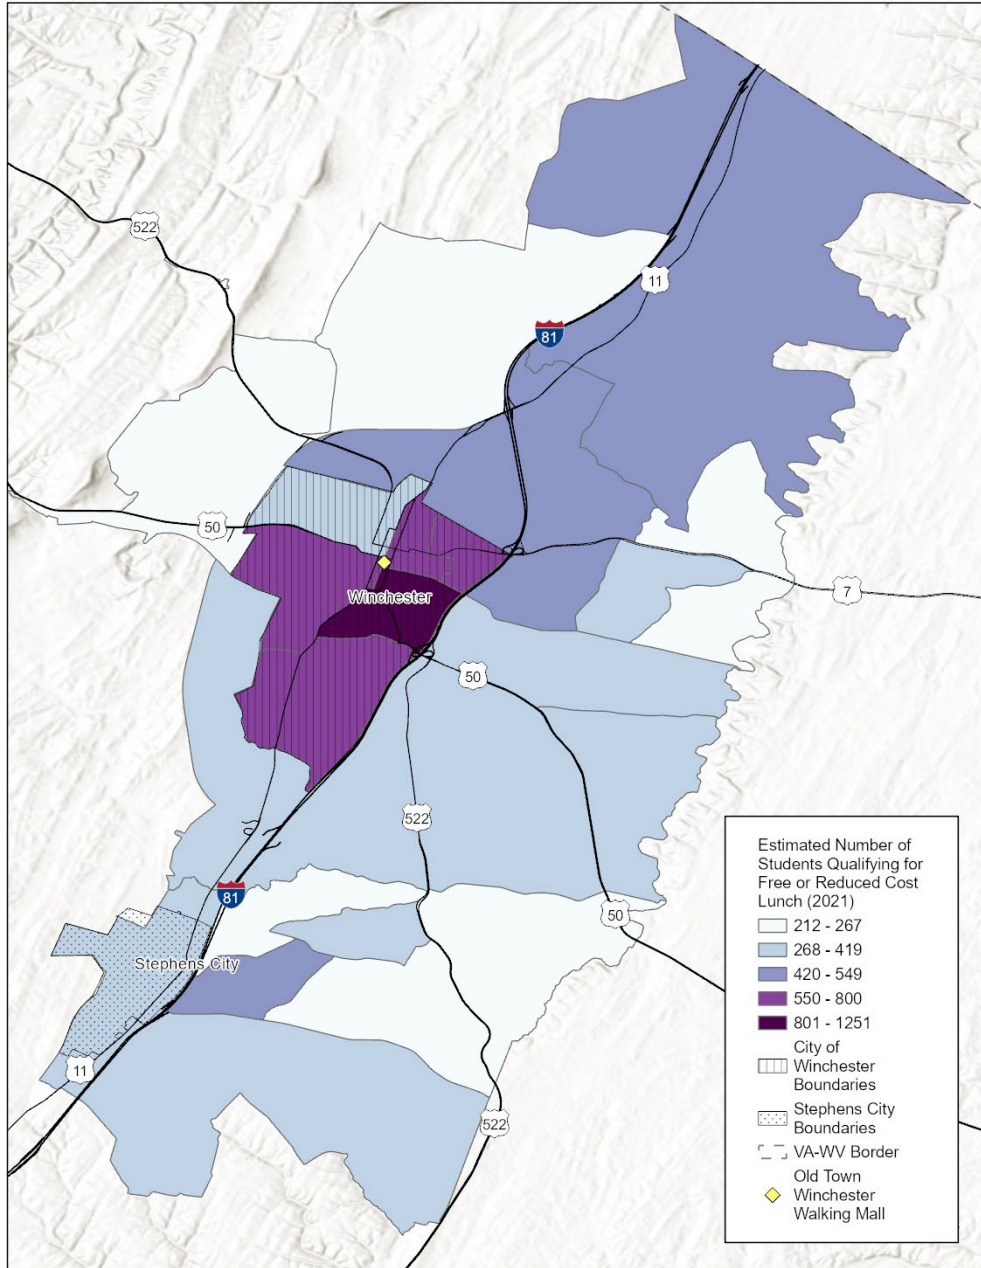 522
11
81
50
7
Winchester
50
522
81
50
Stephens City
11
522
Estimated Number of
Students Qualifying for
Free or Reduced Cost
Lunch (2021)
212 - 267
268 - 419
420 - 549
550 - 800
801 - 1251
City of
Winchester
Boundaries
Stephens City
Boundaries
VA-WV Border
Old Town
Winchester
Walking Mall